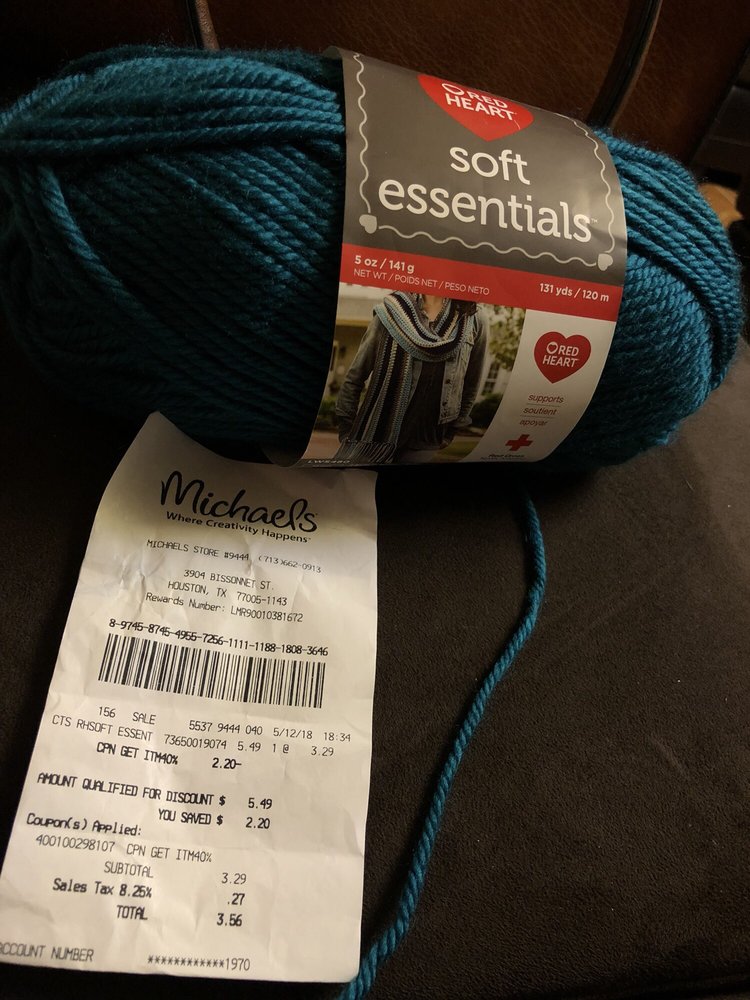 RED
HEART
soft
essentials™
5 oz / 141 g
NET WT / POIDS NET / PESO NETO
131 yds / 120 m
RED
HEART
supports
soutient
apoyar
Red Cross
Michaels
Where Creativity Happens
MICHAELS STORE #9444 (713)662-0913
3904 BISSONNET ST.
HOUSTON, TX 77005-1143
Rewards Number: LMR90010381672
8-9745-8745-4955-7256-1111-1188-1808-3646
156 SALE 5537 9444 040 5/12/18 18:34
CTS RHSOFT ESSENT 73650019074 5.49 1 @ 3.29
CPN GET ITM40% 2.20-
AMOUNT QUALIFIED FOR DISCOUNT $ 5.49
YOU SAVED $ 2.20
Coupon(s) Applied:
400100298107 CPN GET ITM40%
SUBTOTAL 3.29
Sales Tax 8.25% .27
TOTAL 3.56
ACCOUNT NUMBER ************1970